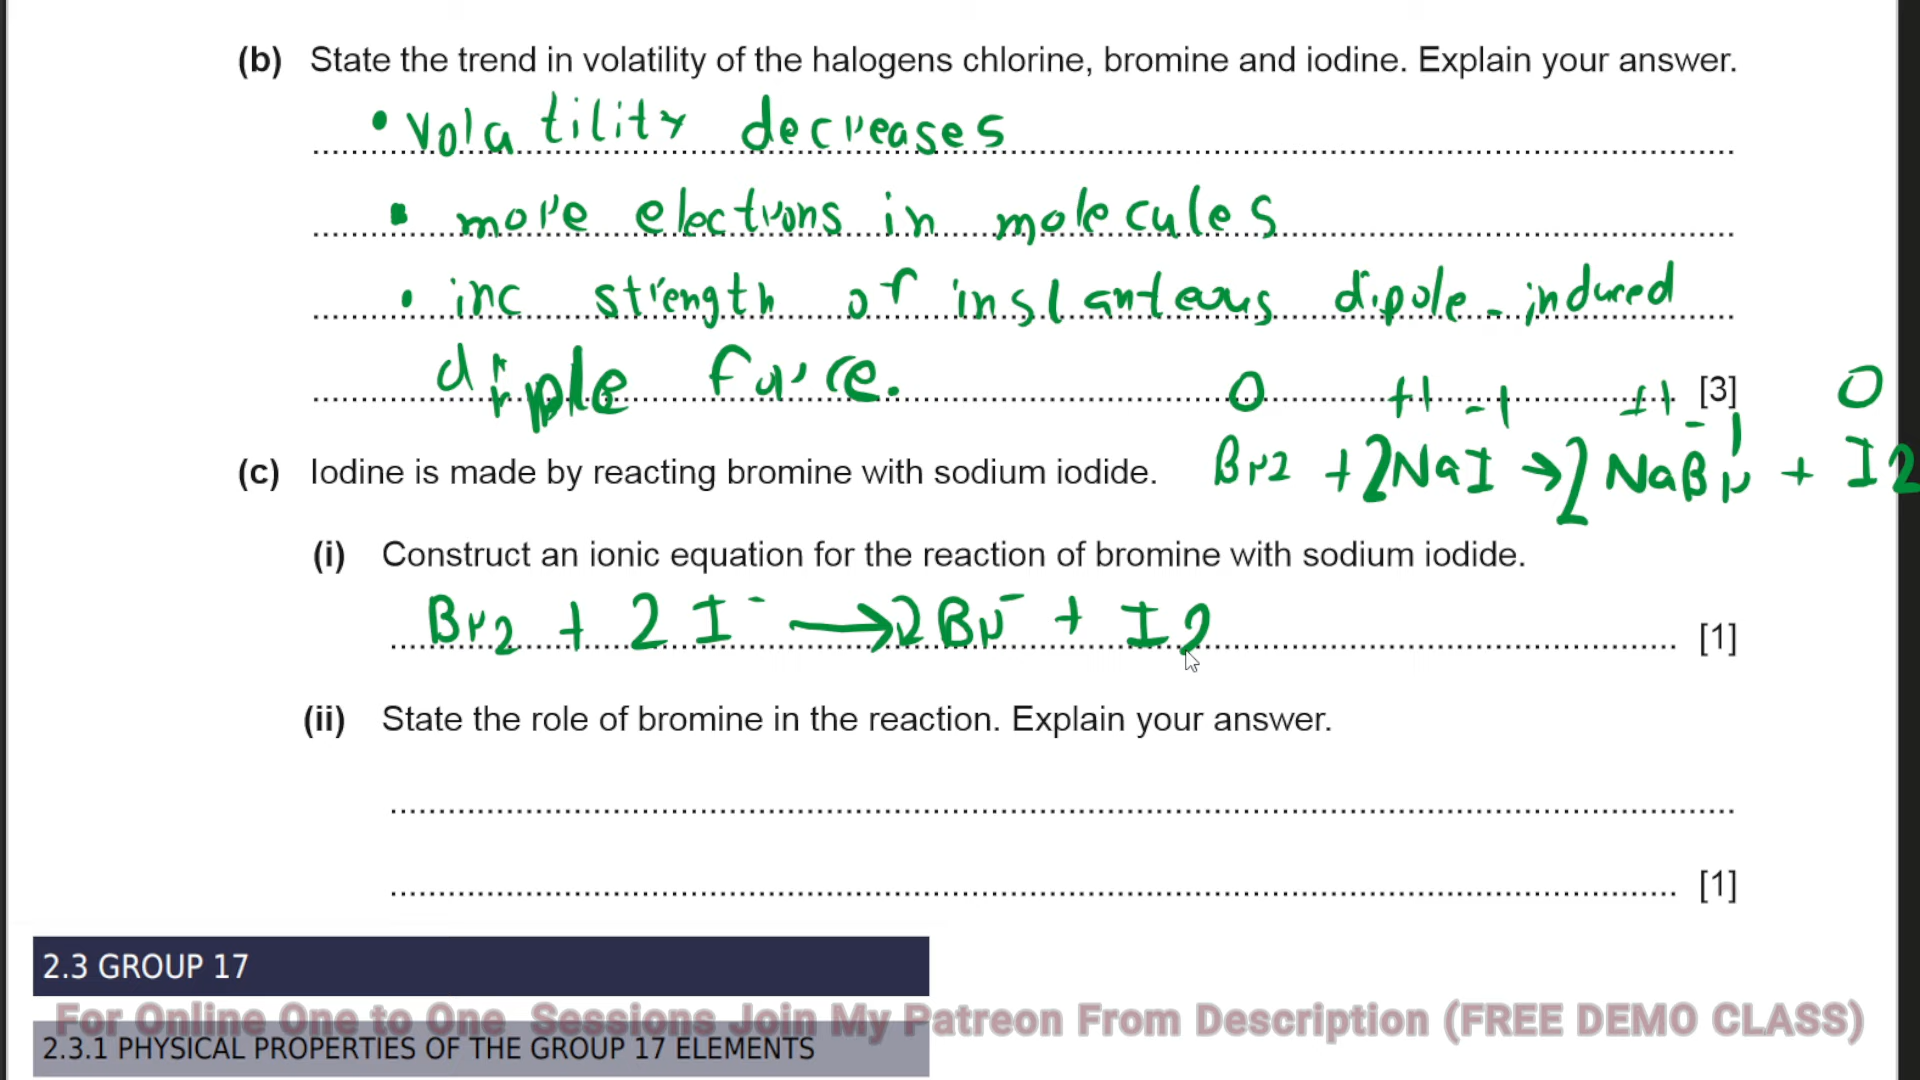 (b) State the trend in volatility of the halogens chlorine, bromine and iodine. Explain your answer.
• Volatility decreases
• more electrons in molecules
• inc strength of instanteous dipole-induced
dipole force.
[3]
0 +1 -1 +1 -1 0
(c) Iodine is made by reacting bromine with sodium iodide. Br2 + 2NaI → 2NaBr + I2
(i) Construct an ionic equation for the reaction of bromine with sodium iodide.
Br2 + 2I⁻ → 2Br⁻ + I2 [1]
(ii) State the role of bromine in the reaction. Explain your answer.
[1]
2.3 GROUP 17
For Online One to One Sessions Join My Patreon From Description (FREE DEMO CLASS)
2.3.1 PHYSICAL PROPERTIES OF THE GROUP 17 ELEMENTS